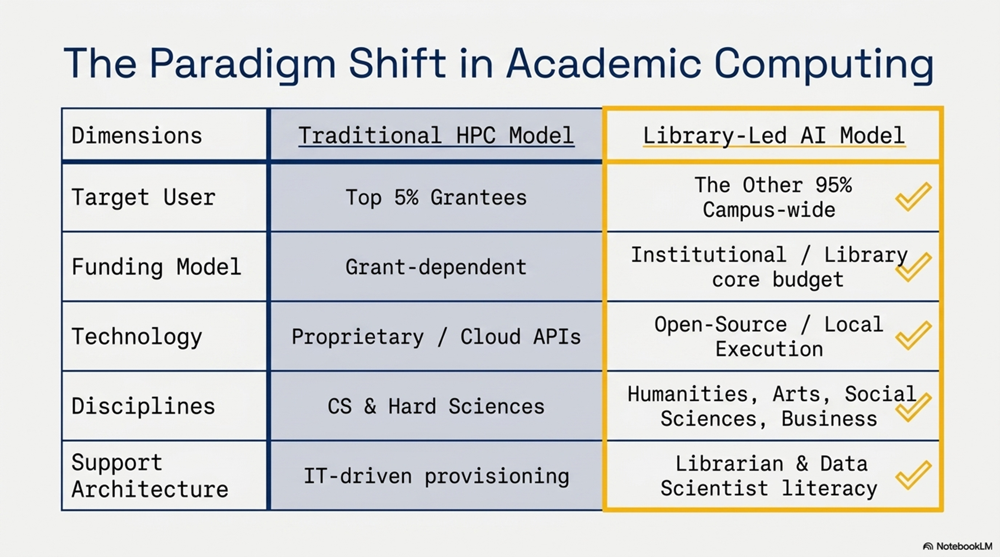 The Paradigm Shift in Academic Computing
Dimensions
Traditional HPC Model
Library-Led AI Model
Target User
Top 5% Grantees
The Other 95%
Campus-wide
Funding Model
Grant-dependent
Institutional / Library
core budget
Technology
Proprietary / Cloud APIs
Open-Source / Local
Execution
Disciplines
CS & Hard Sciences
Humanities, Arts, Social
Sciences, Business
Support
Architecture
IT-driven provisioning
Librarian & Data
Scientist literacy
NotebookLM